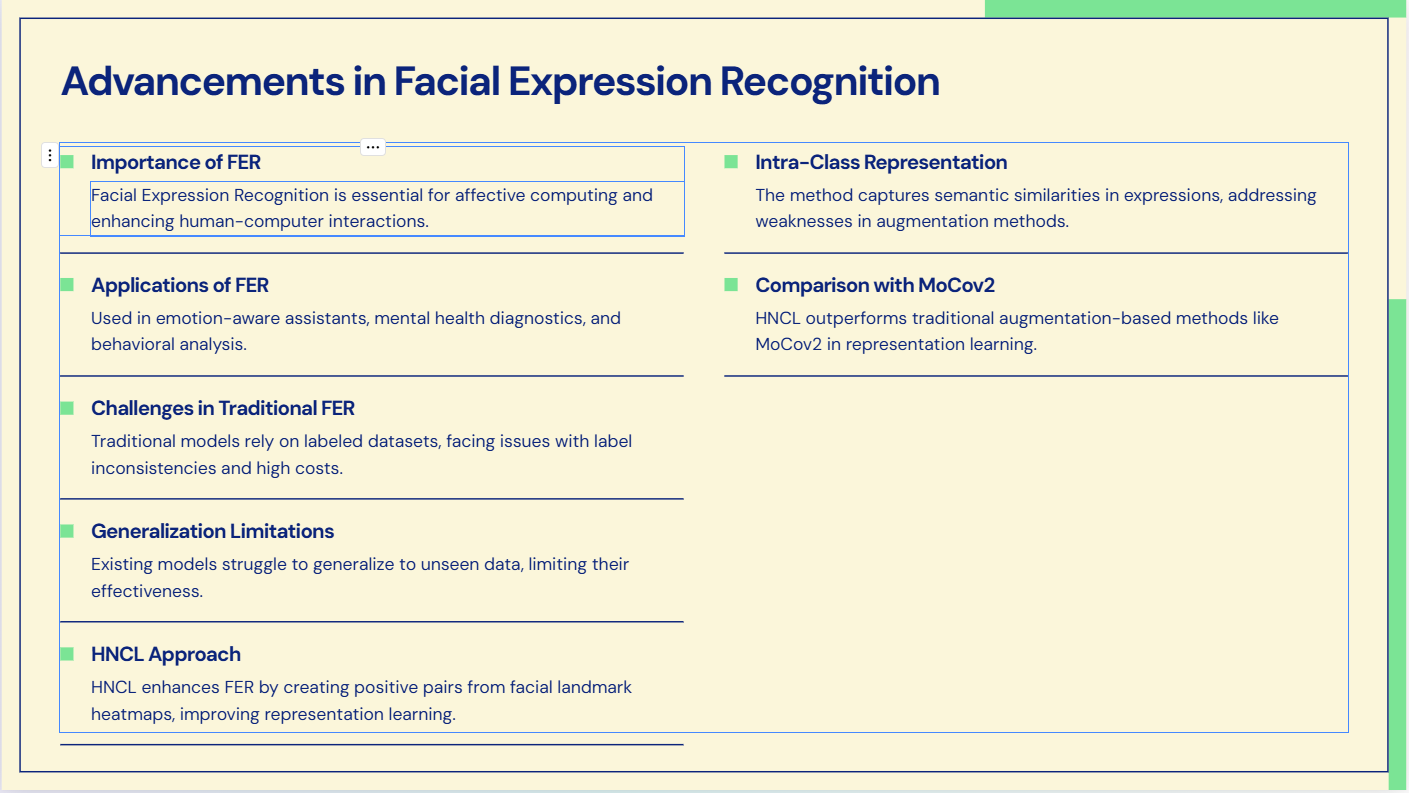 Advancements in Facial Expression Recognition
Importance of FER
Facial Expression Recognition is essential for affective computing and
enhancing human-computer interactions.
Applications of FER
Used in emotion-aware assistants, mental health diagnostics, and
behavioral analysis.
Challenges in Traditional FER
Traditional models rely on labeled datasets, facing issues with label
inconsistencies and high costs.
Generalization Limitations
Existing models struggle to generalize to unseen data, limiting their
effectiveness.
HNCL Approach
HNCL enhances FER by creating positive pairs from facial landmark
heatmaps, improving representation learning.
Intra-Class Representation
The method captures semantic similarities in expressions, addressing
weaknesses in augmentation methods.
Comparison with MoCov2
HNCL outperforms traditional augmentation-based methods like
MoCov2 in representation learning.